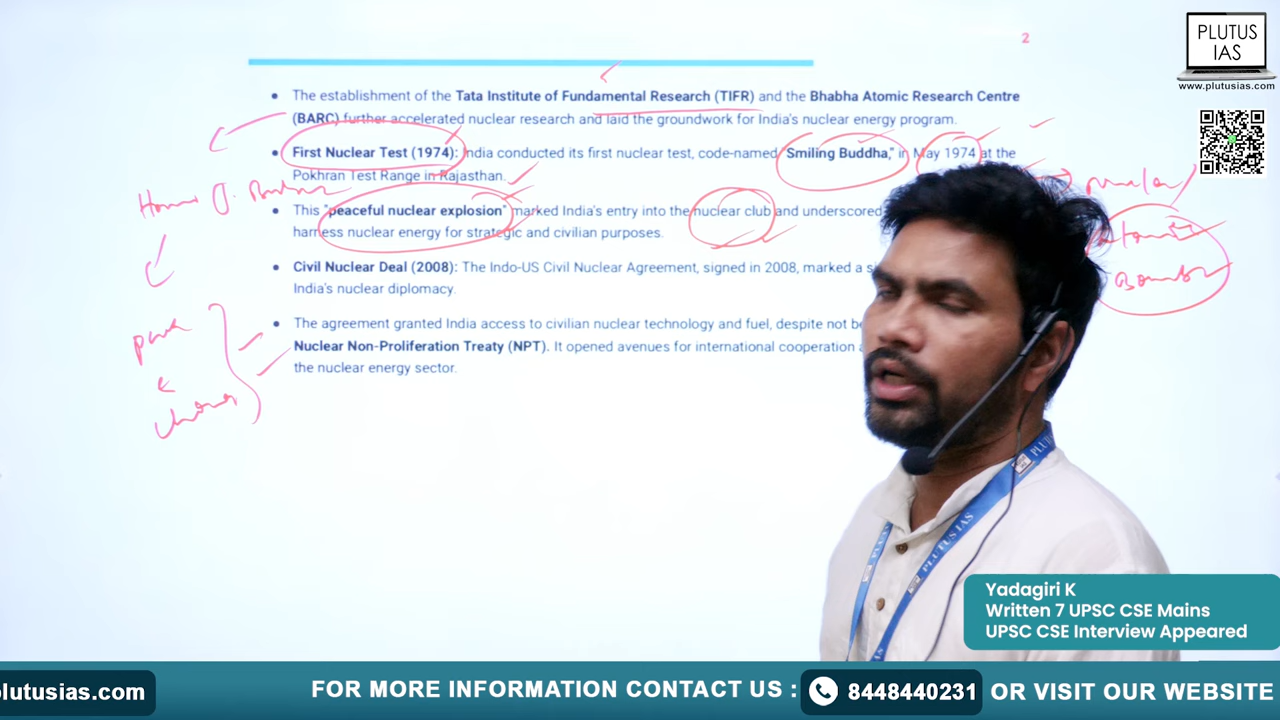 2
PLUTUS
IAS
www.plutusias.com
The establishment of the Tata Institute of Fundamental Research (TIFR) and the Bhabha Atomic Research Centre
(BARC) further accelerated nuclear research and laid the groundwork for India's nuclear energy program.
First Nuclear Test (1974): India conducted its first nuclear test, code-named "Smiling Buddha," in May 1974 at the
Pokhran Test Range in Rajasthan.
This "peaceful nuclear explosion" marked India's entry into the nuclear club and underscored
harness nuclear energy for strategic and civilian purposes.
Civil Nuclear Deal (2008): The Indo-US Civil Nuclear Agreement, signed in 2008, marked a s
India's nuclear diplomacy.
The agreement granted India access to civilian nuclear technology and fuel, despite not be
Nuclear Non-Proliferation Treaty (NPT). It opened avenues for international cooperation a
the nuclear energy sector.
atomic
PLUTUS IAS
PLUTUS IAS
Yadagiri K
Written 7 UPSC CSE Mains
UPSC CSE Interview Appeared
plutusias.com
FOR MORE INFORMATION CONTACT US : 8448440231 OR VISIT OUR WEBSITE